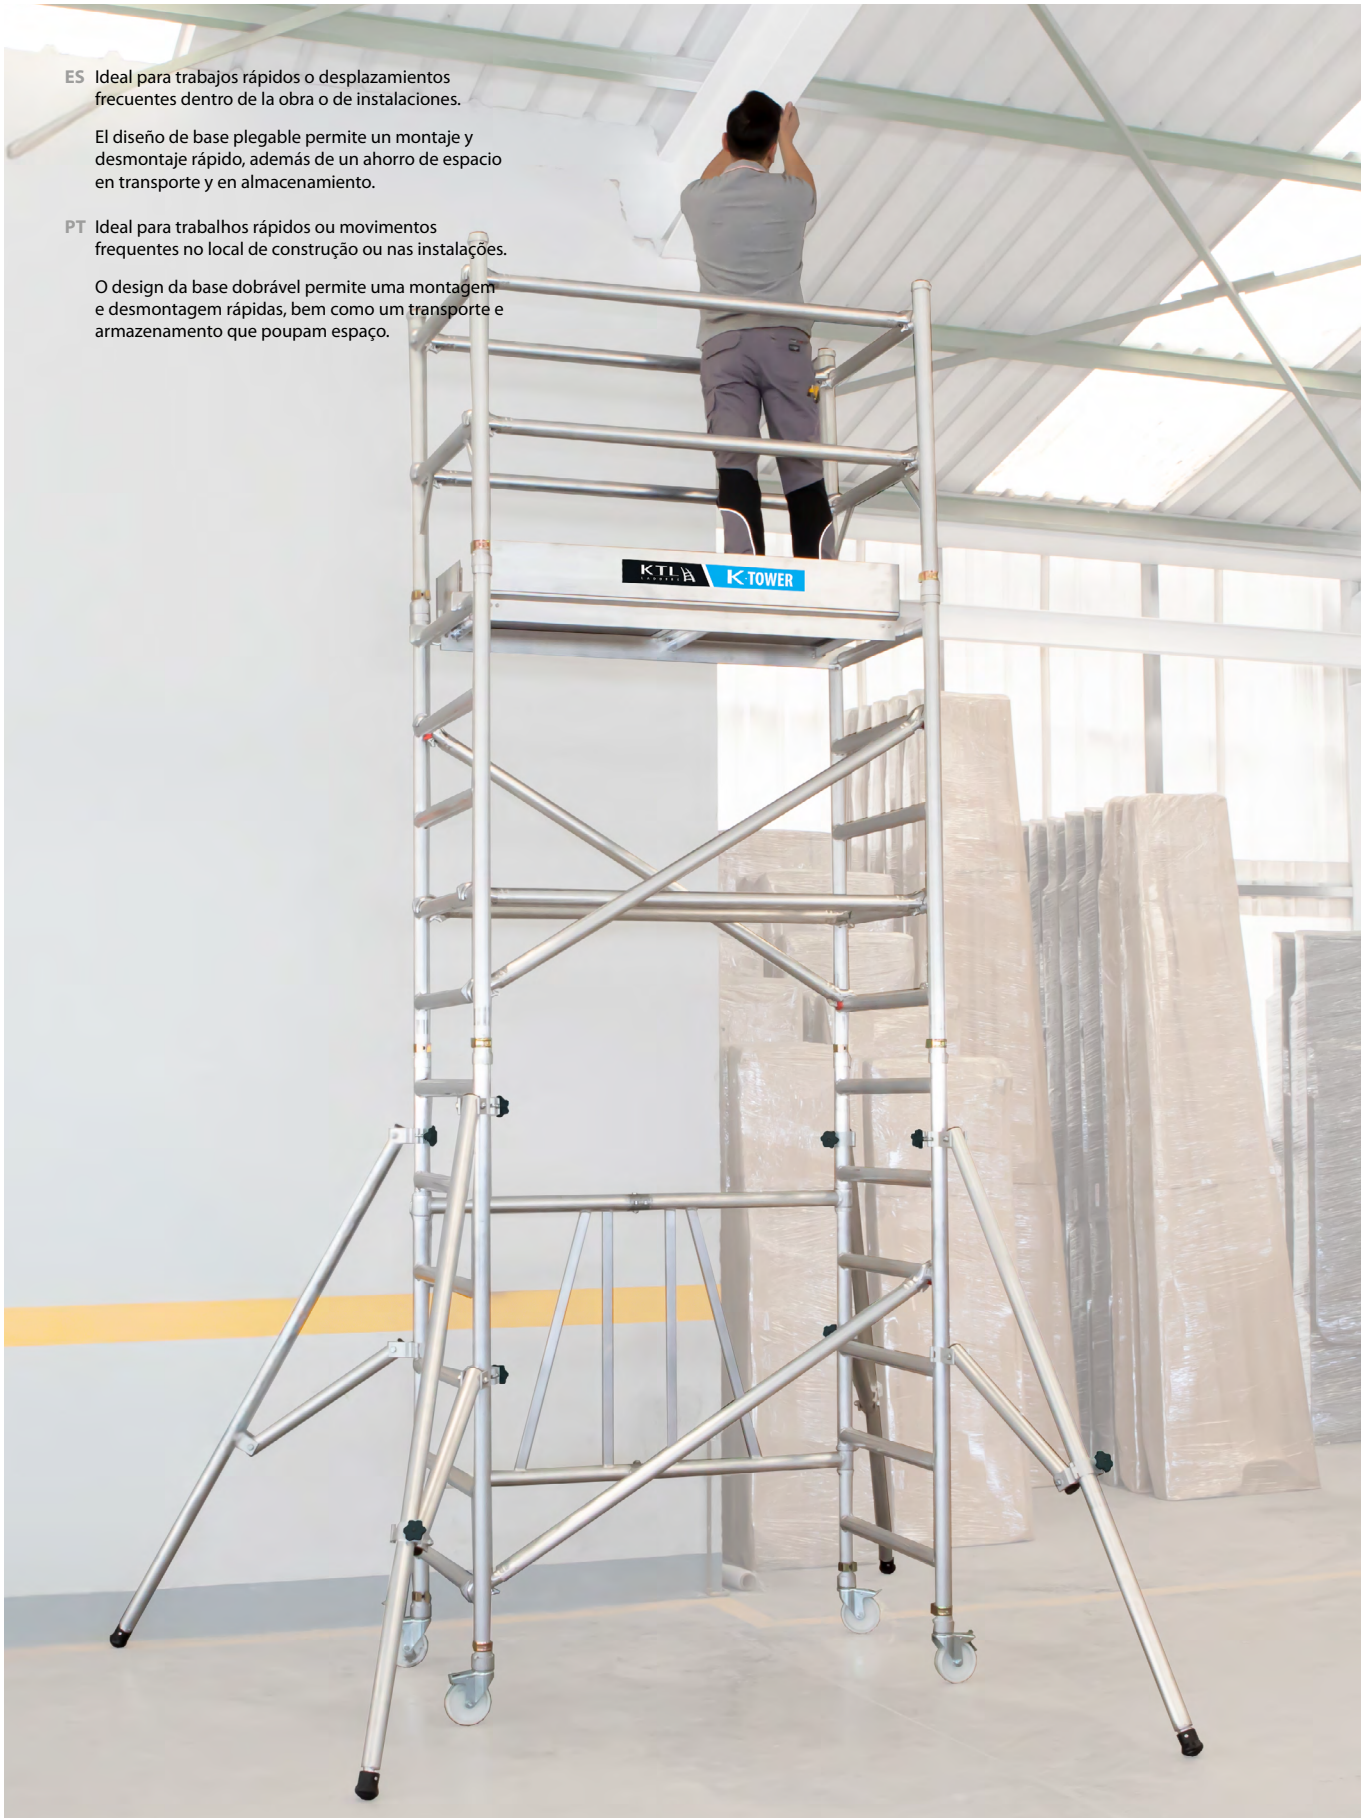 ES Ideal para trabajos rápidos o desplazamientos
frecuentes dentro de la obra o de instalaciones.
El diseño de base plegable permite un montaje y
desmontaje rápido, además de un ahorro de espacio
en transporte y en almacenamiento.
PT Ideal para trabalhos rápidos ou movimentos
frequentes no local de construção ou nas instalações.
O design da base dobrável permite uma montagem
e desmontagem rápidas, bem como um transporte e
armazenamento que poupam espaço.
KTL K-TOWER
LADDERS